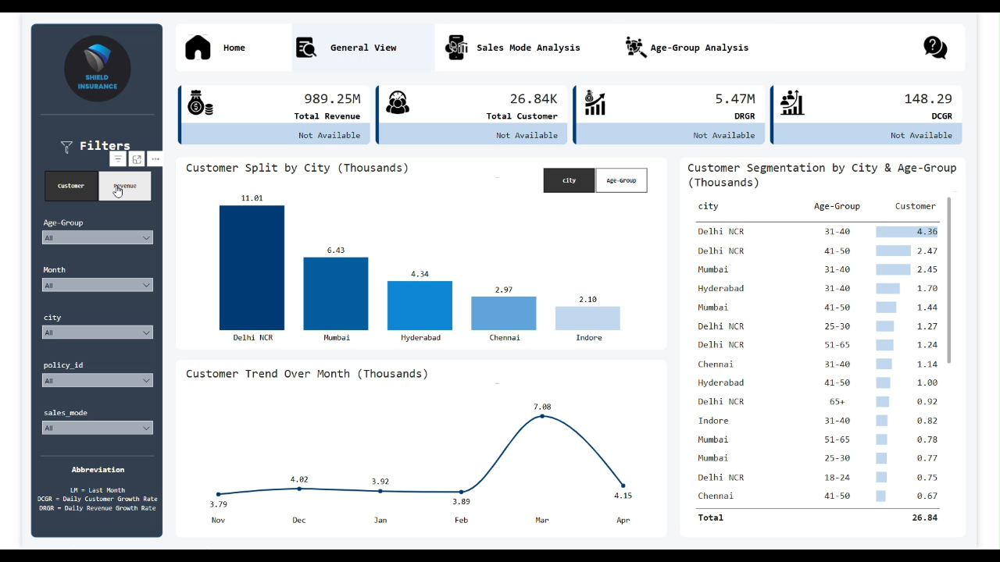 SHIELD
INSURANCE
Home
General View
Sales Mode Analysis
Age-Group Analysis
989.25M
Total Revenue
Not Available
26.84K
Total Customer
Not Available
5.47M
DRGR
Not Available
148.29
DCGR
Not Available
Filters
Customer
Revenue
Age-Group
All
Month
All
city
All
policy_id
All
sales_mode
All
Abbreviation
LM = Last Month
DCGR = Daily Customer Growth Rate
DRGR = Daily Revenue Growth Rate
Customer Split by City (Thousands)
city
Age-Group
11.01
6.43
4.34
2.97
2.10
Delhi NCR
Mumbai
Hyderabad
Chennai
Indore
Customer Trend Over Month (Thousands)
3.79
4.02
3.92
3.89
7.08
4.15
Nov
Dec
Jan
Feb
Mar
Apr
Customer Segmentation by City & Age-Group
(Thousands)
city Age-Group Customer
Delhi NCR 31-40 4.36
Delhi NCR 41-50 2.47
Mumbai 31-40 2.45
Hyderabad 31-40 1.70
Mumbai 41-50 1.44
Delhi NCR 25-30 1.27
Delhi NCR 51-65 1.24
Chennai 31-40 1.14
Hyderabad 41-50 1.00
Delhi NCR 65+ 0.92
Indore 31-40 0.82
Mumbai 51-65 0.78
Mumbai 25-30 0.77
Delhi NCR 18-24 0.75
Chennai 41-50 0.67
Total 26.84